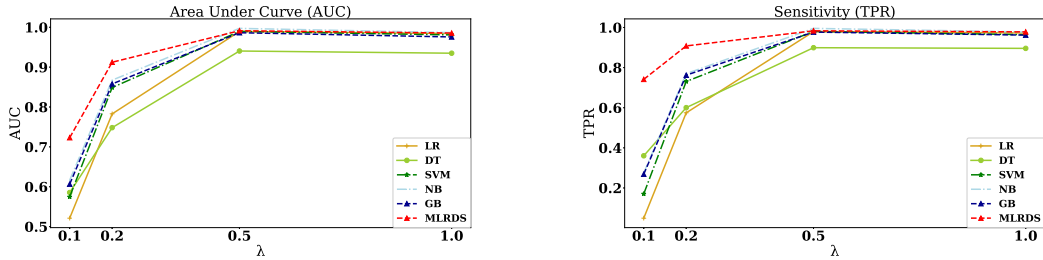 Area Under Curve (AUC)
1.0
0.9
0.8
0.7
0.6
0.5
AUC
0.1 0.2 0.5 1.0
λ
LR
DT
SVM
NB
GB
MLRDS
Sensitivity (TPR)
1.0
0.8
0.6
0.4
0.2
TPR
0.1 0.2 0.5 1.0
λ
LR
DT
SVM
NB
GB
MLRDS